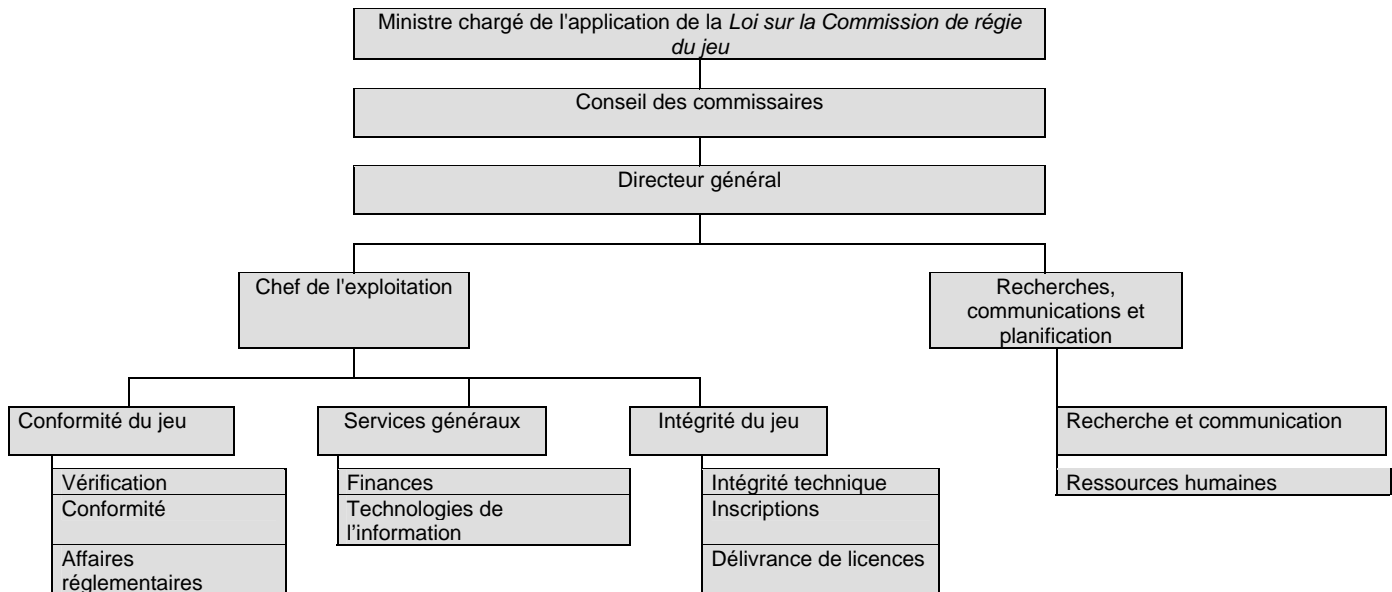 Ministre chargé de l'application de la Loi sur la Commission de régie
du jeu
Conseil des commissaires
Directeur général
Chef de l'exploitation
Recherches,
communications et
planification
Conformité du jeu
Services généraux
Intégrité du jeu
Recherche et communication
Vérification
Conformité
Affaires
réglementaires
Finances
Technologies de
l’information
Intégrité technique
Inscriptions
Délivrance de licences
Ressources humaines